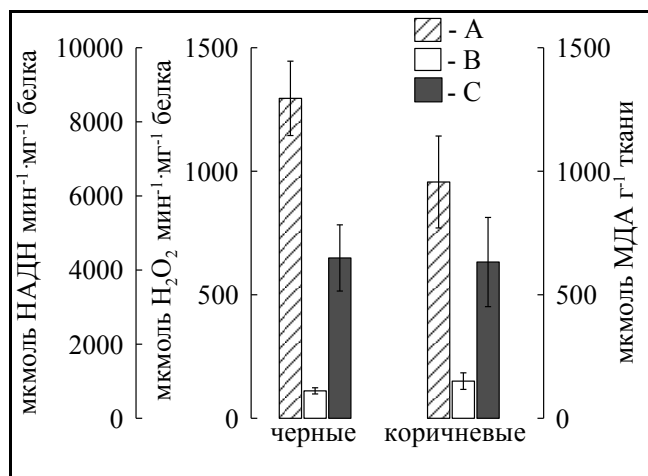 мкмоль НАДН мин⁻¹·мг⁻¹ белка
10000
8000
6000
4000
2000
0
мкмоль H₂O₂ мин⁻¹·мг⁻¹ белка
1500
1000
500
0
- A
- B
- C
1500
1000
500
0
мкмоль МДА г⁻¹ ткани
черные
коричневые